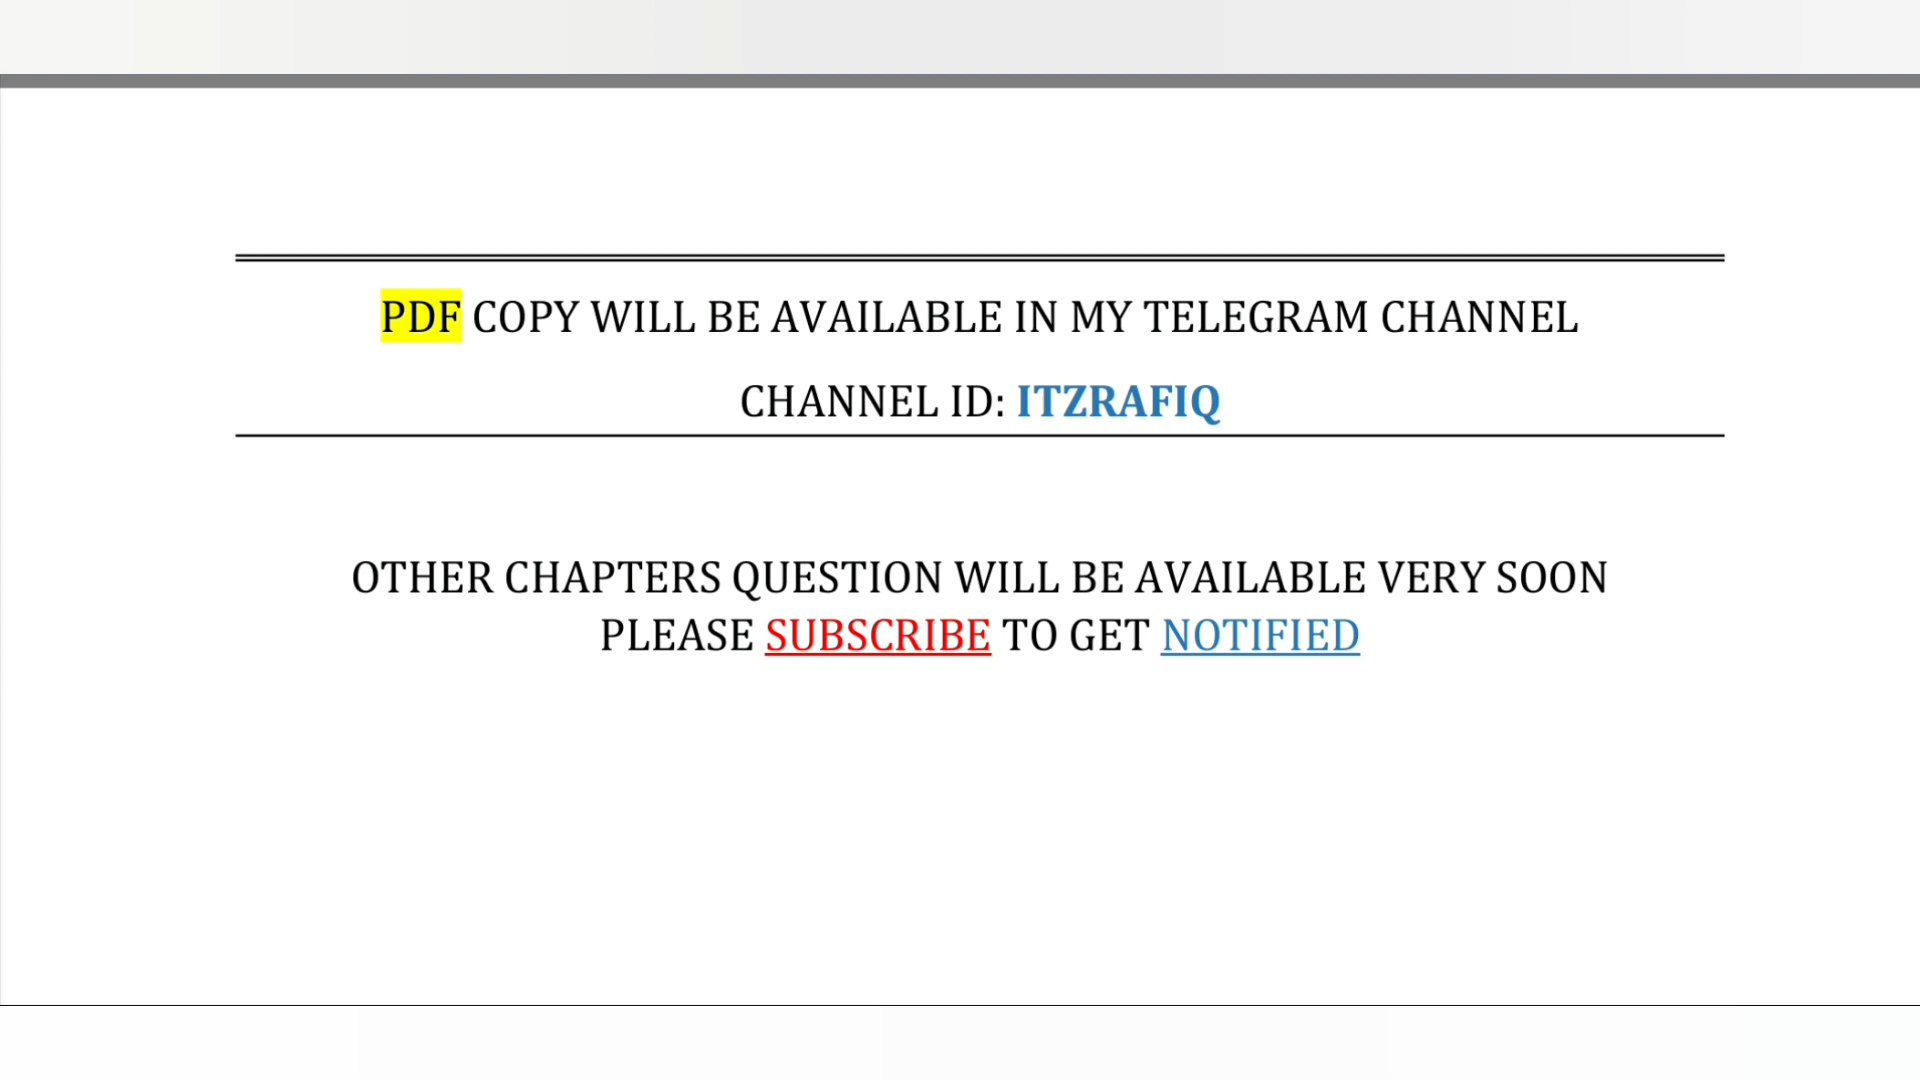 PDF COPY WILL BE AVAILABLE IN MY TELEGRAM CHANNEL
CHANNEL ID: ITZRAFIQ
OTHER CHAPTERS QUESTION WILL BE AVAILABLE VERY SOON
PLEASE SUBSCRIBE TO GET NOTIFIED